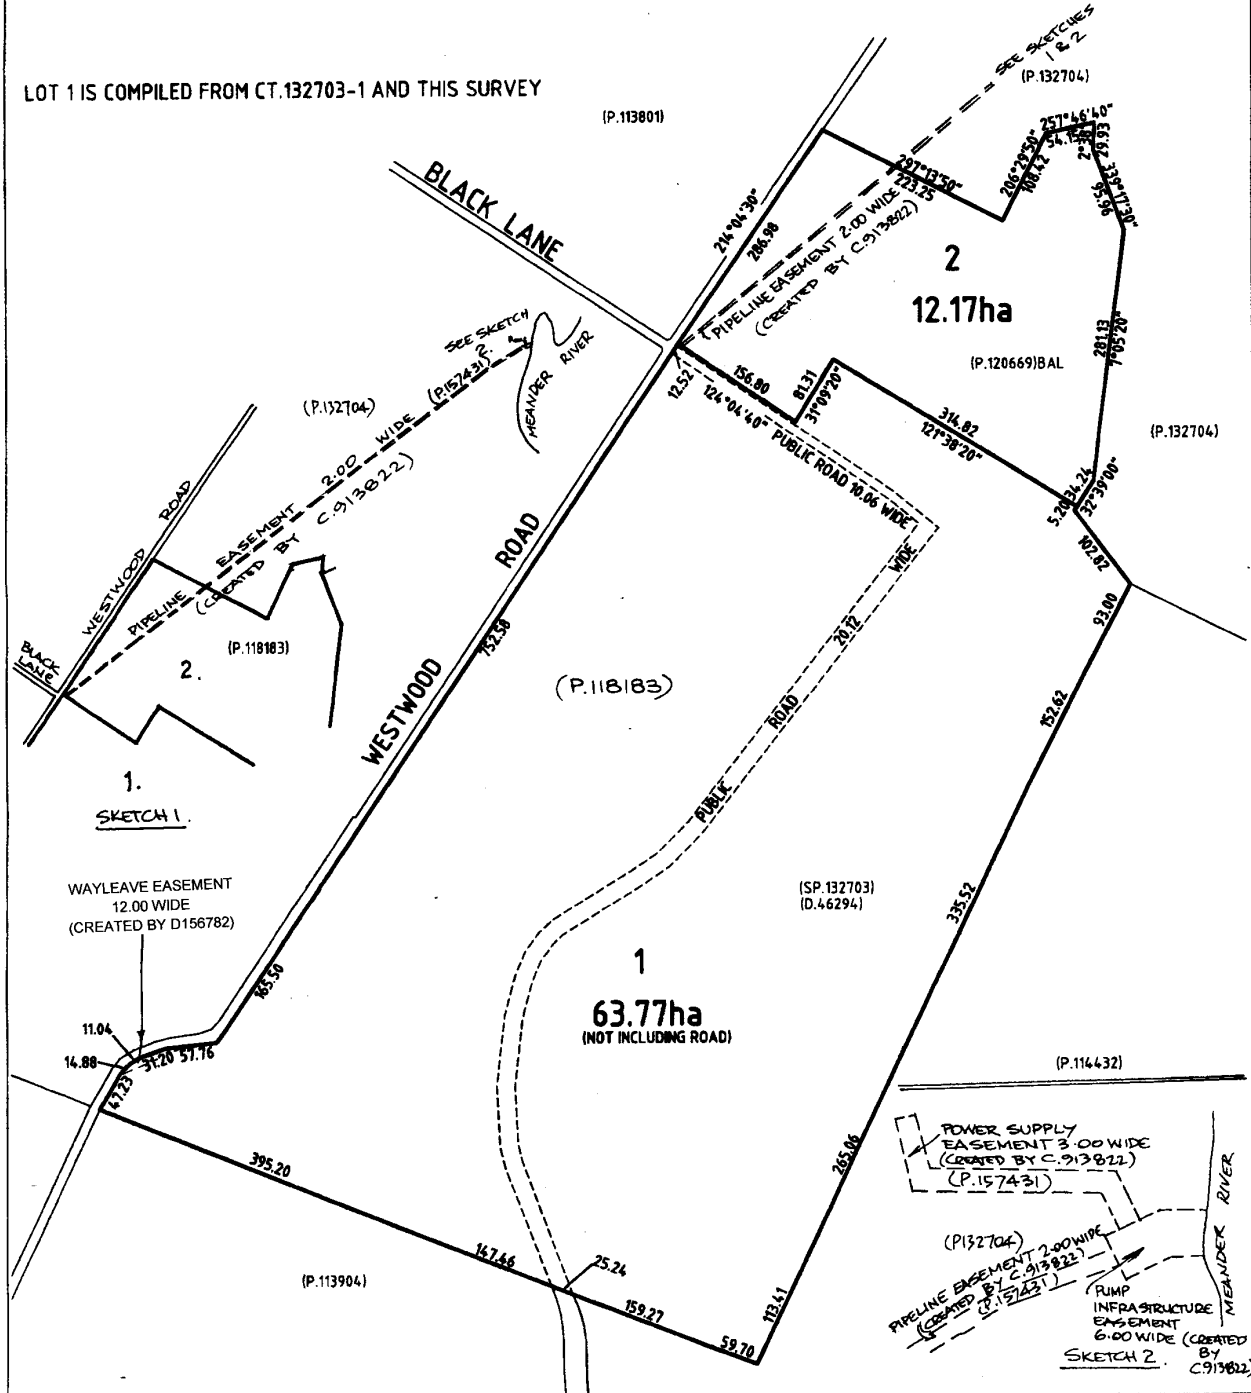 LOT 1 IS COMPILED FROM CT.132703-1 AND THIS SURVEY
(P.113801)
SEE SKETCHES
1 & 2
(P.132704)
BLACK LANE
214°04'30"
286.98
297°13'50"
223.25
206°29'50"
108.42
257°46'40"
54.15
2°38'
29.93
339°17'30"
95.96
PIPELINE EASEMENT 2.00 WIDE
(CREATED BY C.913822)
2
12.17ha
(P.120669)BAL
281.13
7°05'20"
(P.132704)
SEE SKETCH
2.
(P.157431)
MEANDER RIVER
(P.132704)
WESTWOOD ROAD
PIPELINE EASEMENT 2.00 WIDE
(CREATED BY C.913822)
BLACK
LANE
(P.118183)
2.
1.
SKETCH 1.
12.52
156.80
124°04'40"
81.31
31°09'20"
314.82
121°38'20"
5.20
34.24
32°39'00"
102.82
PUBLIC ROAD 10.06 WIDE
PUBLIC ROAD 20.12 WIDE
WESTWOOD ROAD
752.58
(P.118183)
93.00
152.62
335.52
265.06
113.41
WAYLEAVE EASEMENT
12.00 WIDE
(CREATED BY D156782)
(SP.132703)
(D.46294)
1
63.77ha
(NOT INCLUDING ROAD)
165.50
11.04
14.88
31.20
57.76
47.23
395.20
147.46
25.24
159.27
59.70
(P.113904)
(P.114432)
POWER SUPPLY
EASEMENT 3.00 WIDE
(CREATED BY C.913822)
(P.157431)
(P132704)
PIPELINE EASEMENT 2.00 WIDE
(CREATED BY C.913822)
(P.157431)
MEANDER RIVER
PUMP
INFRASTRUCTURE
EASEMENT
6.00 WIDE (CREATED
BY
C.913822)
SKETCH 2.